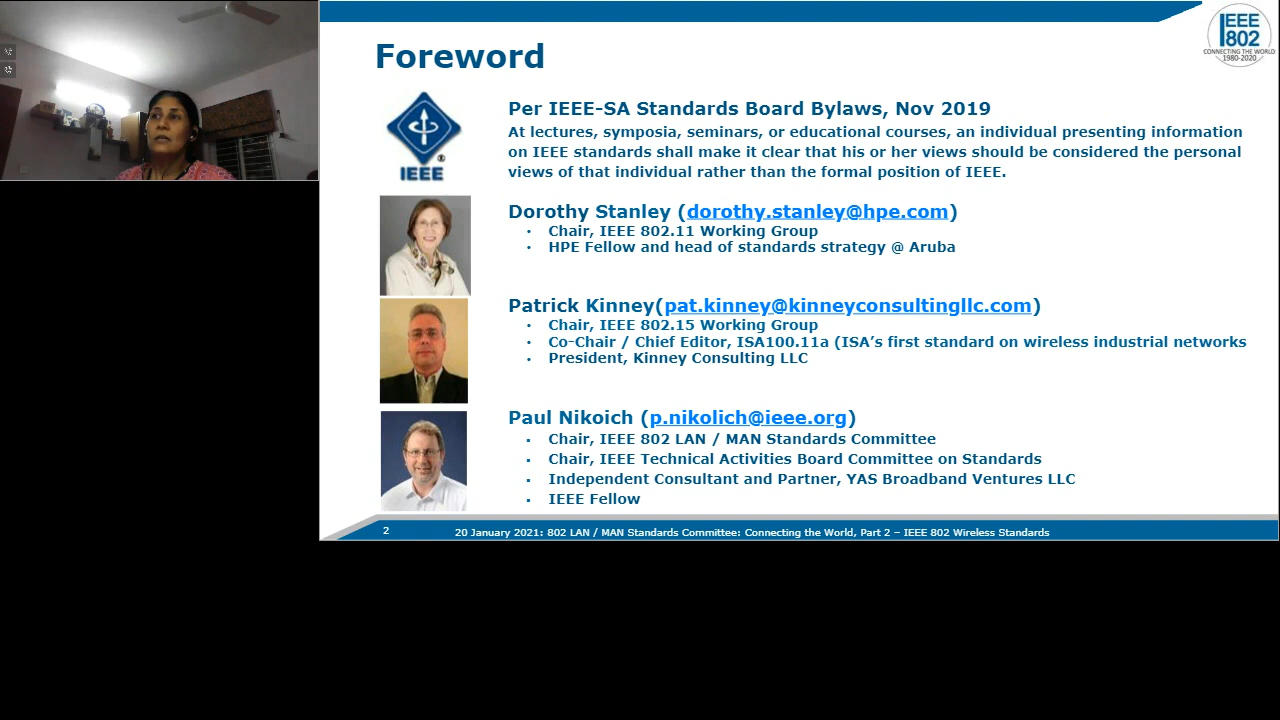 Foreword
IEEE
802
CONNECTING THE WORLD
1980-2020
IEEE
Per IEEE-SA Standards Board Bylaws, Nov 2019
At lectures, symposia, seminars, or educational courses, an individual presenting information
on IEEE standards shall make it clear that his or her views should be considered the personal
views of that individual rather than the formal position of IEEE.
Dorothy Stanley (dorothy.stanley@hpe.com)
• Chair, IEEE 802.11 Working Group
• HPE Fellow and head of standards strategy @ Aruba
Patrick Kinney(pat.kinney@kinneyconsultingllc.com)
• Chair, IEEE 802.15 Working Group
• Co-Chair / Chief Editor, ISA100.11a (ISA’s first standard on wireless industrial networks
• President, Kinney Consulting LLC
Paul Nikoich (p.nikolich@ieee.org)
▪ Chair, IEEE 802 LAN / MAN Standards Committee
▪ Chair, IEEE Technical Activities Board Committee on Standards
▪ Independent Consultant and Partner, YAS Broadband Ventures LLC
▪ IEEE Fellow
2
20 January 2021: 802 LAN / MAN Standards Committee: Connecting the World, Part 2 – IEEE 802 Wireless Standards